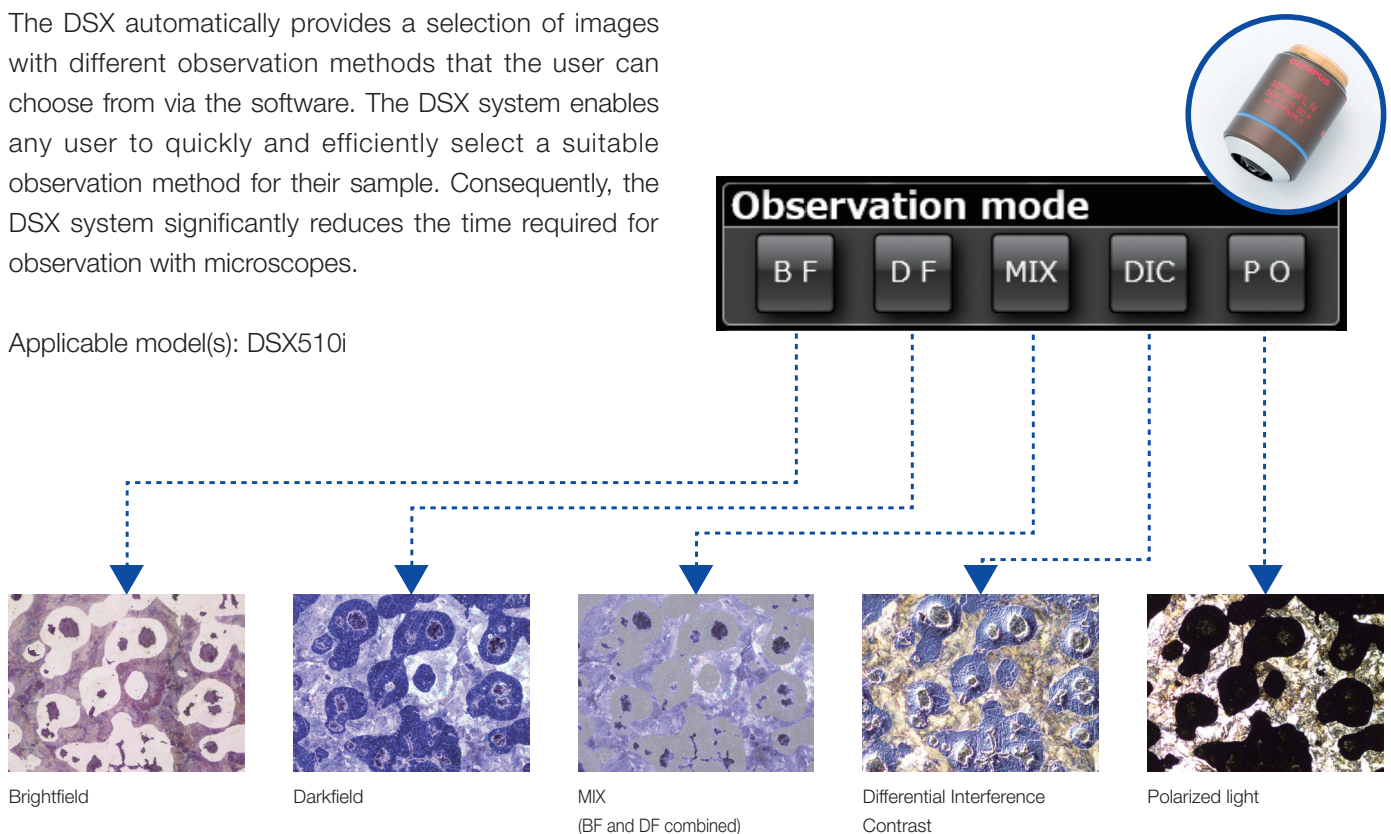 The DSX automatically provides a selection of images
with different observation methods that the user can
choose from via the software. The DSX system enables
any user to quickly and efficiently select a suitable
observation method for their sample. Consequently, the
DSX system significantly reduces the time required for
observation with microscopes.
Applicable model(s): DSX510i
OLYMPUS
MPlanFL N
Observation mode
B F
D F
MIX
DIC
P O
Brightfield
Darkfield
MIX
(BF and DF combined)
Differential Interference
Contrast
Polarized light